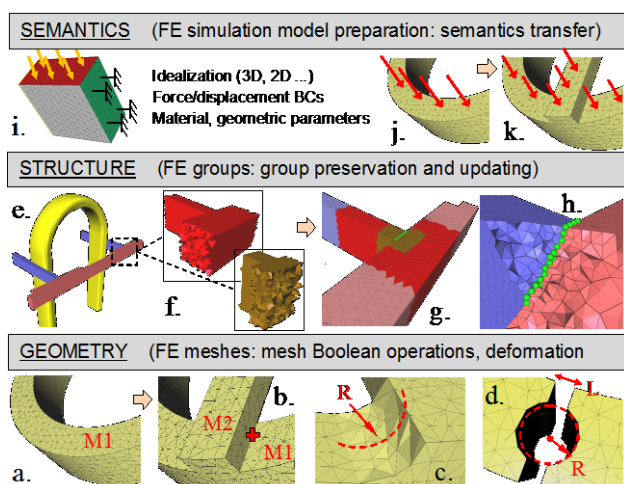 SEMANTICS (FE simulation model preparation: semantics transfer)
Idealization (3D, 2D ...)
Force/displacement BCs
Material, geometric parameters
i.
j.
k.
STRUCTURE (FE groups: group preservation and updating)
e.
f.
g.
h.
GEOMETRY (FE meshes: mesh Boolean operations, deformation
M1
a.
b.
M2
M1
R
c.
d.
L
R